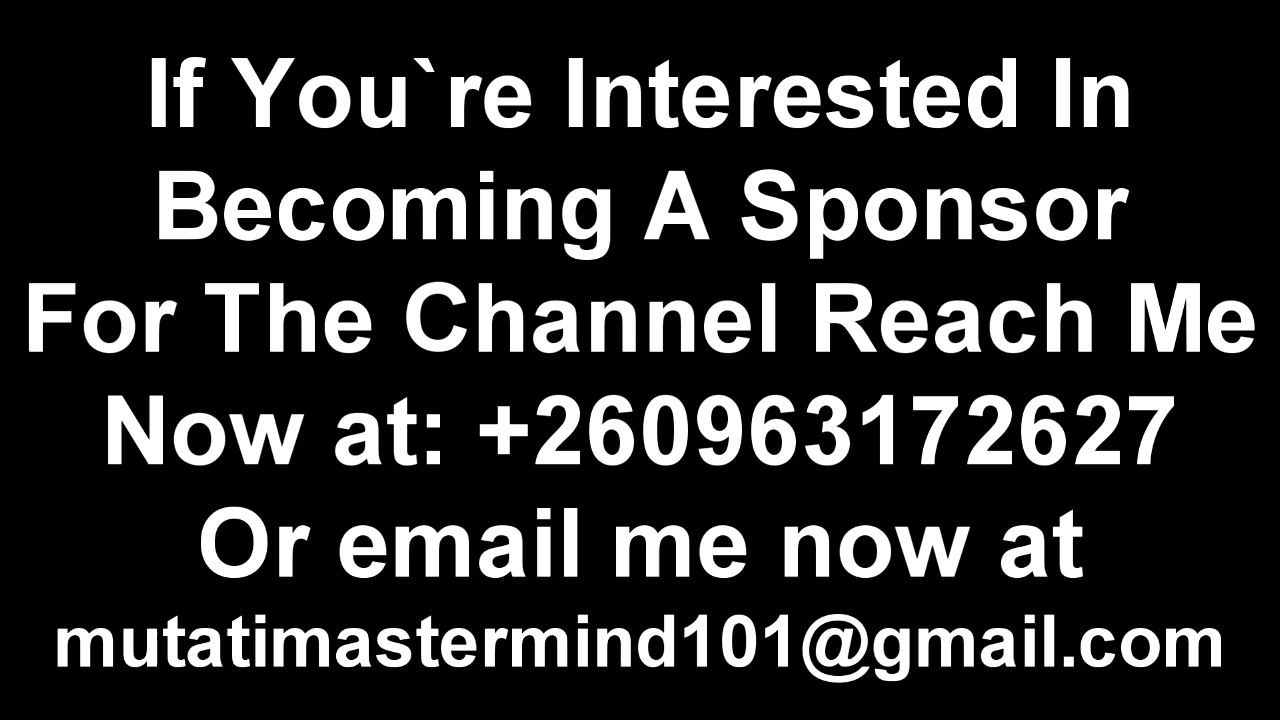 If You`re Interested In
Becoming A Sponsor
For The Channel Reach Me
Now at: +260963172627
Or email me now at
mutatimastermind101@gmail.com